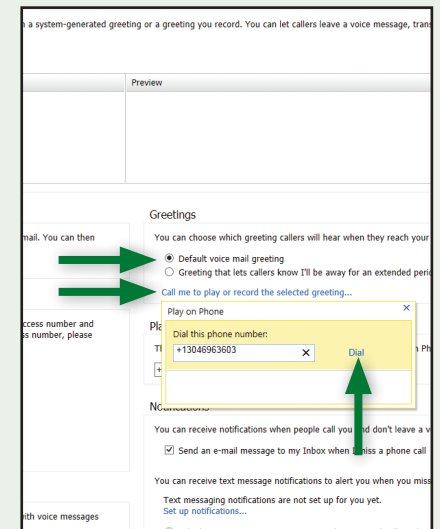 n a system-generated greeting or a greeting you record. You can let callers leave a voice message, tran
Preview
mail. You can then
ccess number and
ss number, please
with voice messages
Greetings
You can choose which greeting callers will hear when they reach your
Default voice mail greeting
Greeting that lets callers know I'll be away for an extended perio
Call me to play or record the selected greeting...
Play on Phone
Dial this phone number:
+13046963603
Dial
Notifications
You can receive notifications when people call you and don't leave a v
Send an e-mail message to my Inbox when I miss a phone call
You can receive text message notifications to alert you when you miss
Text messaging notifications are not set up for you yet.
Set up notifications...